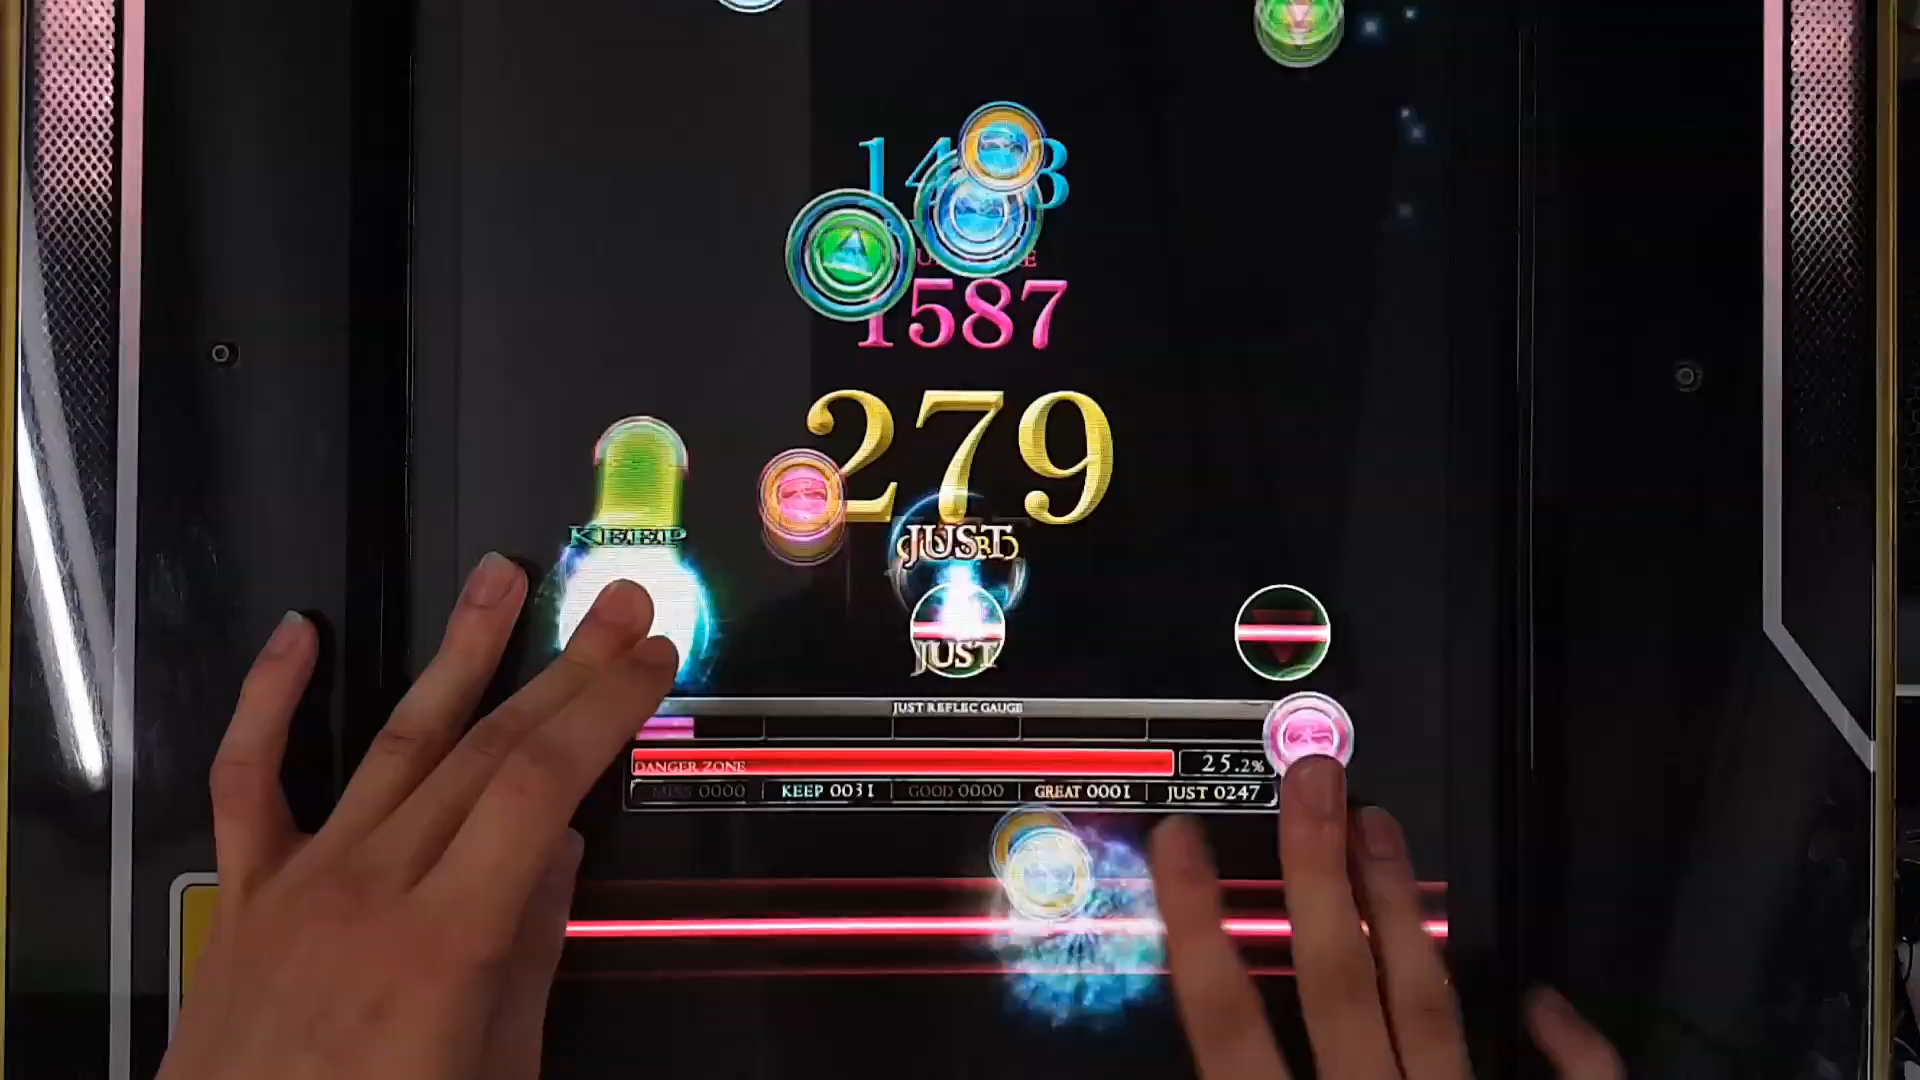 1587
279
KEEP
JUST
JUST
JUST REFLEC GAUGE
DANGER ZONE 25.2%
MISS 0000 KEEP 0031 GOOD 0000 GREAT 0001 JUST 0247